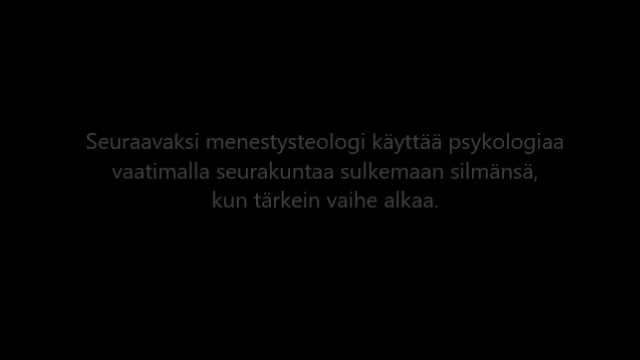 Seuraavaksi menestysteologi käyttää psykologiaa
vaatimalla seurakuntaa sulkemaan silmänsä,
kun tärkein vaihe alkaa.